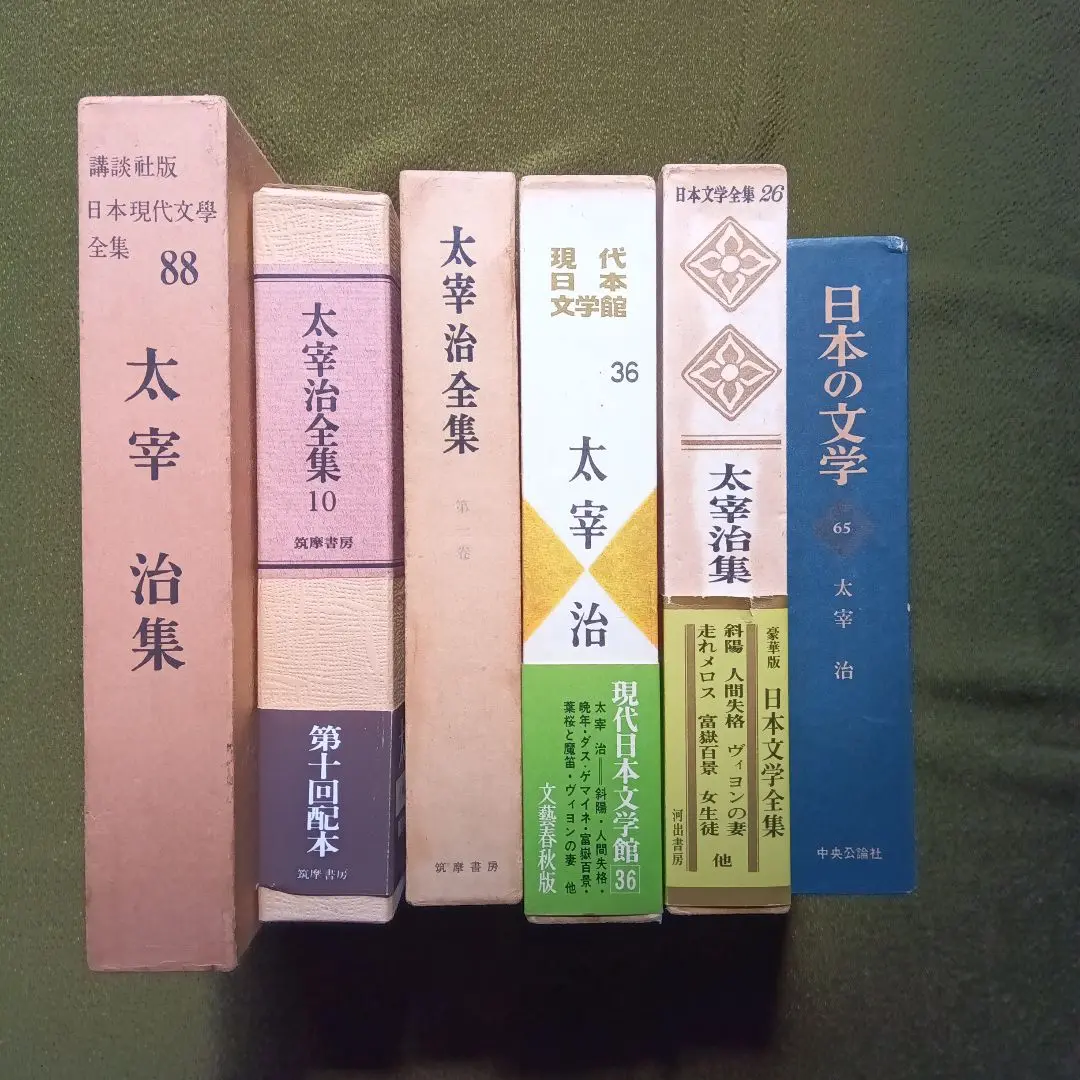 講談社版
日本現代文學
全集 88
太宰治集
太宰治全集
10
筑摩書房
第十回配本
筑摩書房
太宰治全集
筑摩書房
現代
日本
文学館
36
太宰治
現代日本文学館 36
太宰治──斜陽・人間失格・
晩年・ダス・ゲマイネ・富嶽百景・
葉桜と魔笛・ヴィヨンの妻 他
文藝春秋版
日本文学全集 26
太宰治集
豪華版 日本文学全集
斜陽 人間失格 ヴィヨンの妻
走れメロス 富嶽百景 女生徒 他
河出書房
日本の文学
65
太宰治
中央公論社